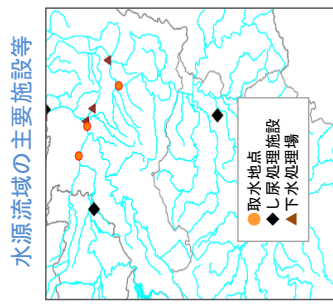 水源流域の主要施設等
取水地点
し尿処理施設
下水処理場